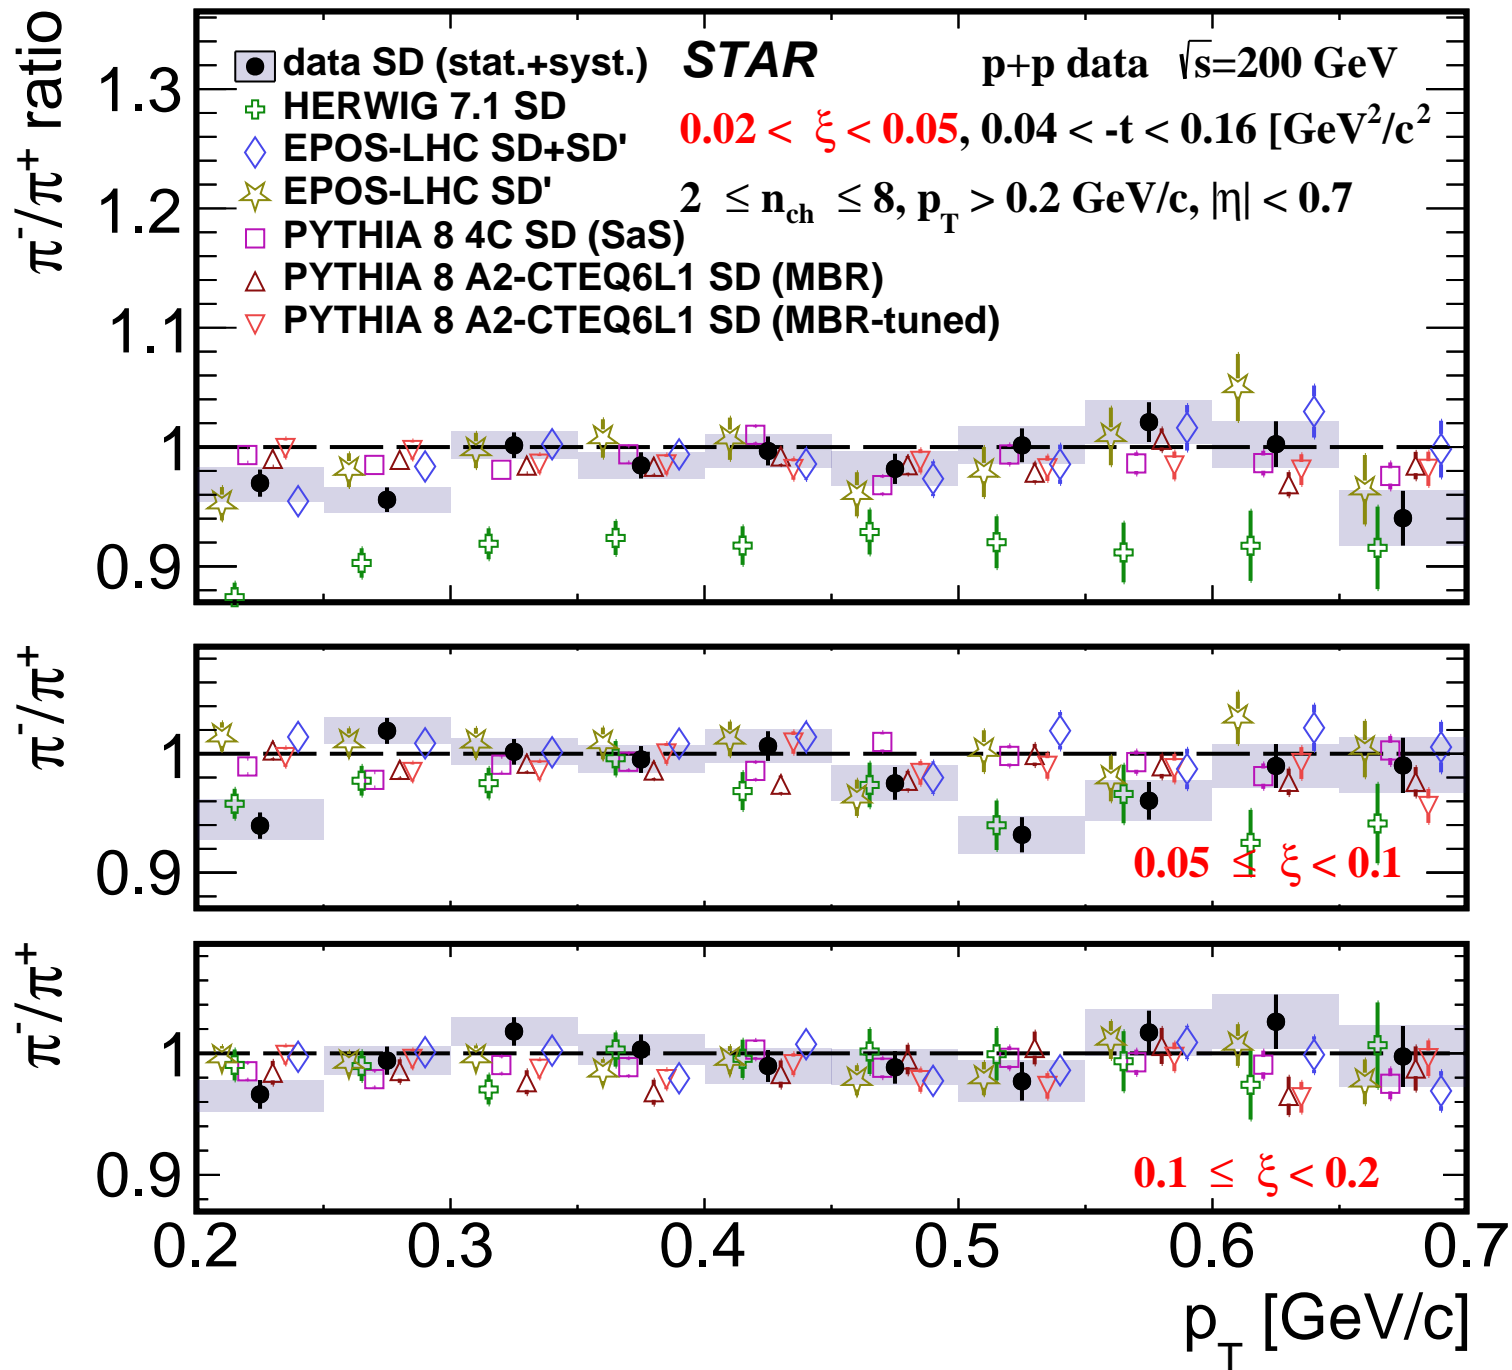 π⁻/π⁺ ratio
1.3
1.2
1.1
1
0.9
data SD (stat.+syst.)
HERWIG 7.1 SD
EPOS-LHC SD+SD'
EPOS-LHC SD'
PYTHIA 8 4C SD (SaS)
PYTHIA 8 A2-CTEQ6L1 SD (MBR)
PYTHIA 8 A2-CTEQ6L1 SD (MBR-tuned)
STAR p+p data √s=200 GeV
0.02 < ξ < 0.05, 0.04 < -t < 0.16 [GeV²/c²
2 ≤ n_ch ≤ 8, p_T > 0.2 GeV/c, |η| < 0.7
π⁻/π⁺
1
0.9
0.05 ≤ ξ < 0.1
π⁻/π⁺
1
0.9
0.1 ≤ ξ < 0.2
0.2 0.3 0.4 0.5 0.6 0.7
p_T [GeV/c]